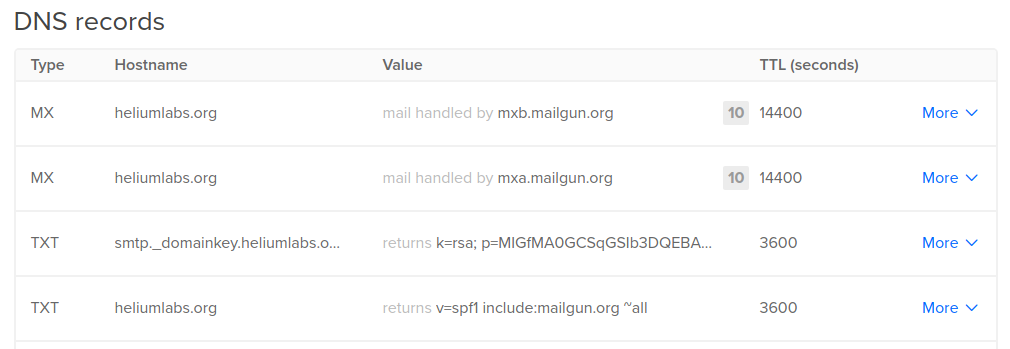 DNS records
Type Hostname Value TTL (seconds)
MX heliumlabs.org mail handled by mxb.mailgun.org 10 14400 More
MX heliumlabs.org mail handled by mxa.mailgun.org 10 14400 More
TXT smtp._domainkey.heliumlabs.o... returns k=rsa; p=MIGfMA0GCSqGSIb3DQEBA... 3600 More
TXT heliumlabs.org returns v=spf1 include:mailgun.org ~all 3600 More